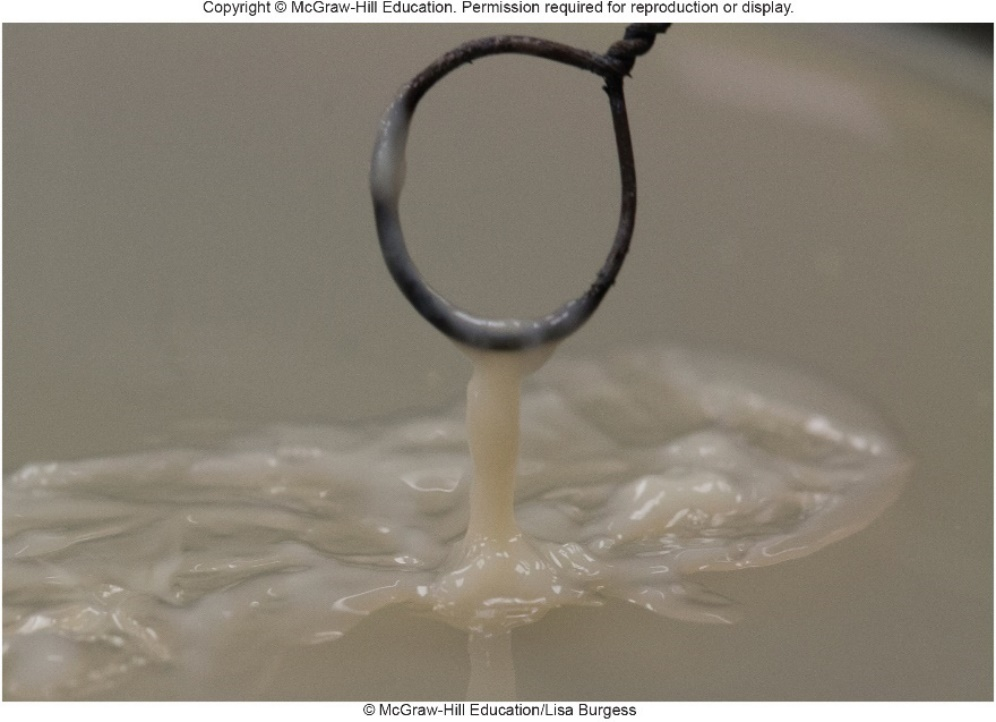 Copyright © McGraw-Hill Education. Permission required for reproduction or display.
© McGraw-Hill Education/Lisa Burgess